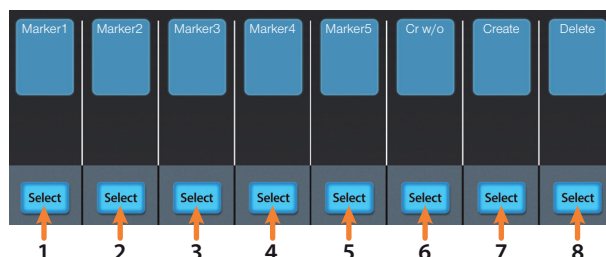 Marker1 Marker2 Marker3 Marker4 Marker5 Cr w/o Create Delete
Select Select Select Select Select Select Select Select
1 2 3 4 5 6 7 8